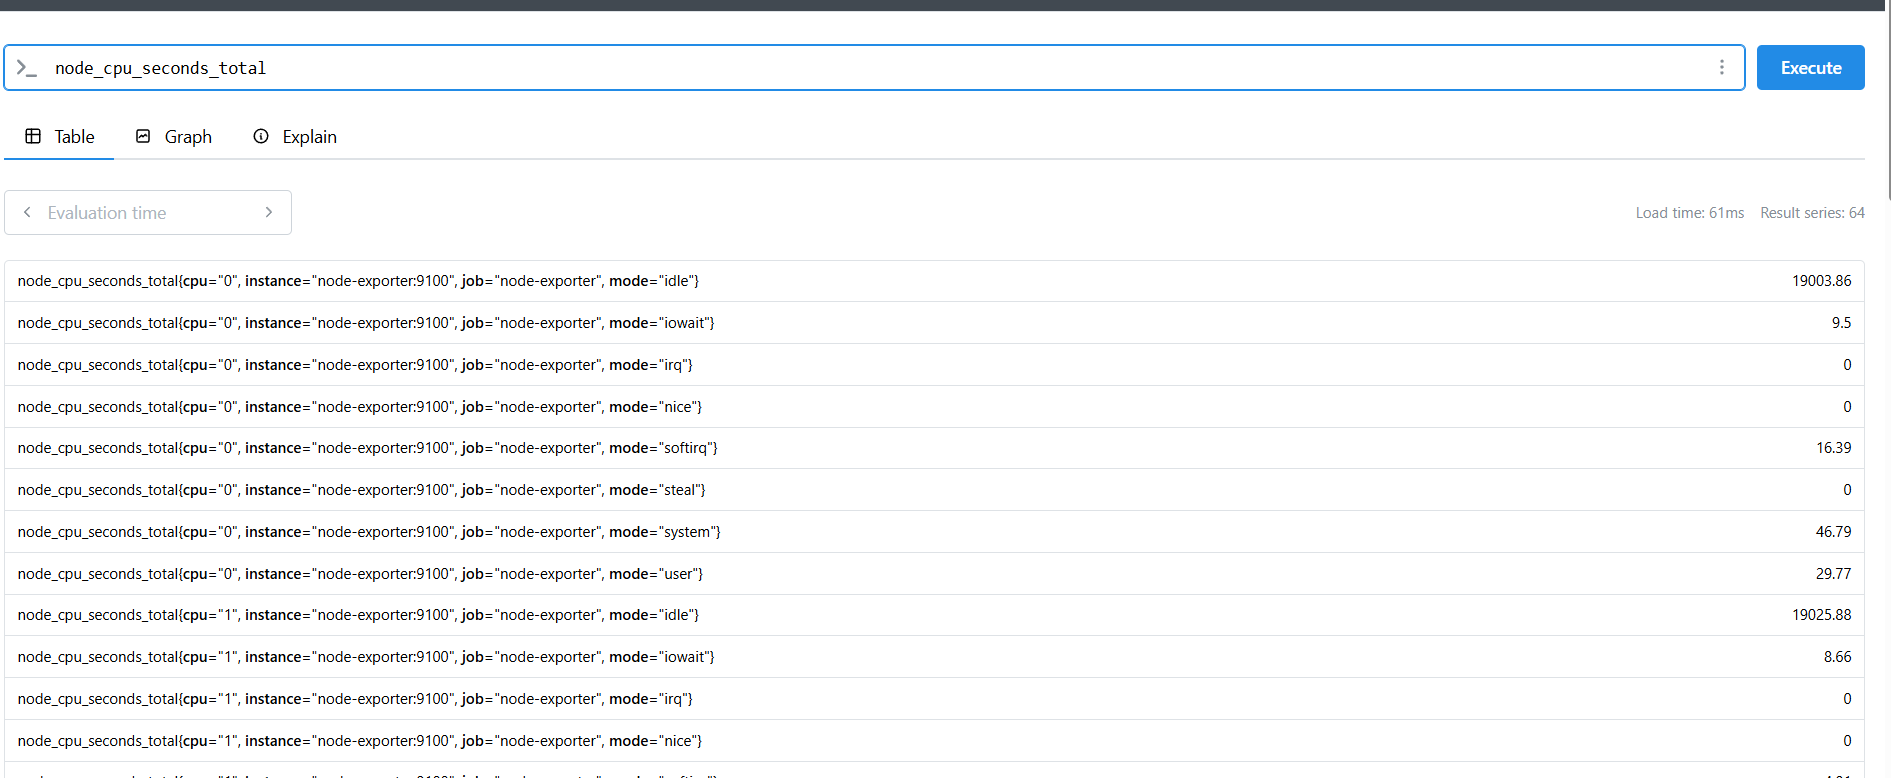 node_cpu_seconds_total
Execute
Table Graph Explain
Evaluation time
Load time: 61ms Result series: 64
node_cpu_seconds_total{cpu="0", instance="node-exporter:9100", job="node-exporter", mode="idle"} 19003.86
node_cpu_seconds_total{cpu="0", instance="node-exporter:9100", job="node-exporter", mode="iowait"} 9.5
node_cpu_seconds_total{cpu="0", instance="node-exporter:9100", job="node-exporter", mode="irq"} 0
node_cpu_seconds_total{cpu="0", instance="node-exporter:9100", job="node-exporter", mode="nice"} 0
node_cpu_seconds_total{cpu="0", instance="node-exporter:9100", job="node-exporter", mode="softirq"} 16.39
node_cpu_seconds_total{cpu="0", instance="node-exporter:9100", job="node-exporter", mode="steal"} 0
node_cpu_seconds_total{cpu="0", instance="node-exporter:9100", job="node-exporter", mode="system"} 46.79
node_cpu_seconds_total{cpu="0", instance="node-exporter:9100", job="node-exporter", mode="user"} 29.77
node_cpu_seconds_total{cpu="1", instance="node-exporter:9100", job="node-exporter", mode="idle"} 19025.88
node_cpu_seconds_total{cpu="1", instance="node-exporter:9100", job="node-exporter", mode="iowait"} 8.66
node_cpu_seconds_total{cpu="1", instance="node-exporter:9100", job="node-exporter", mode="irq"} 0
node_cpu_seconds_total{cpu="1", instance="node-exporter:9100", job="node-exporter", mode="nice"} 0